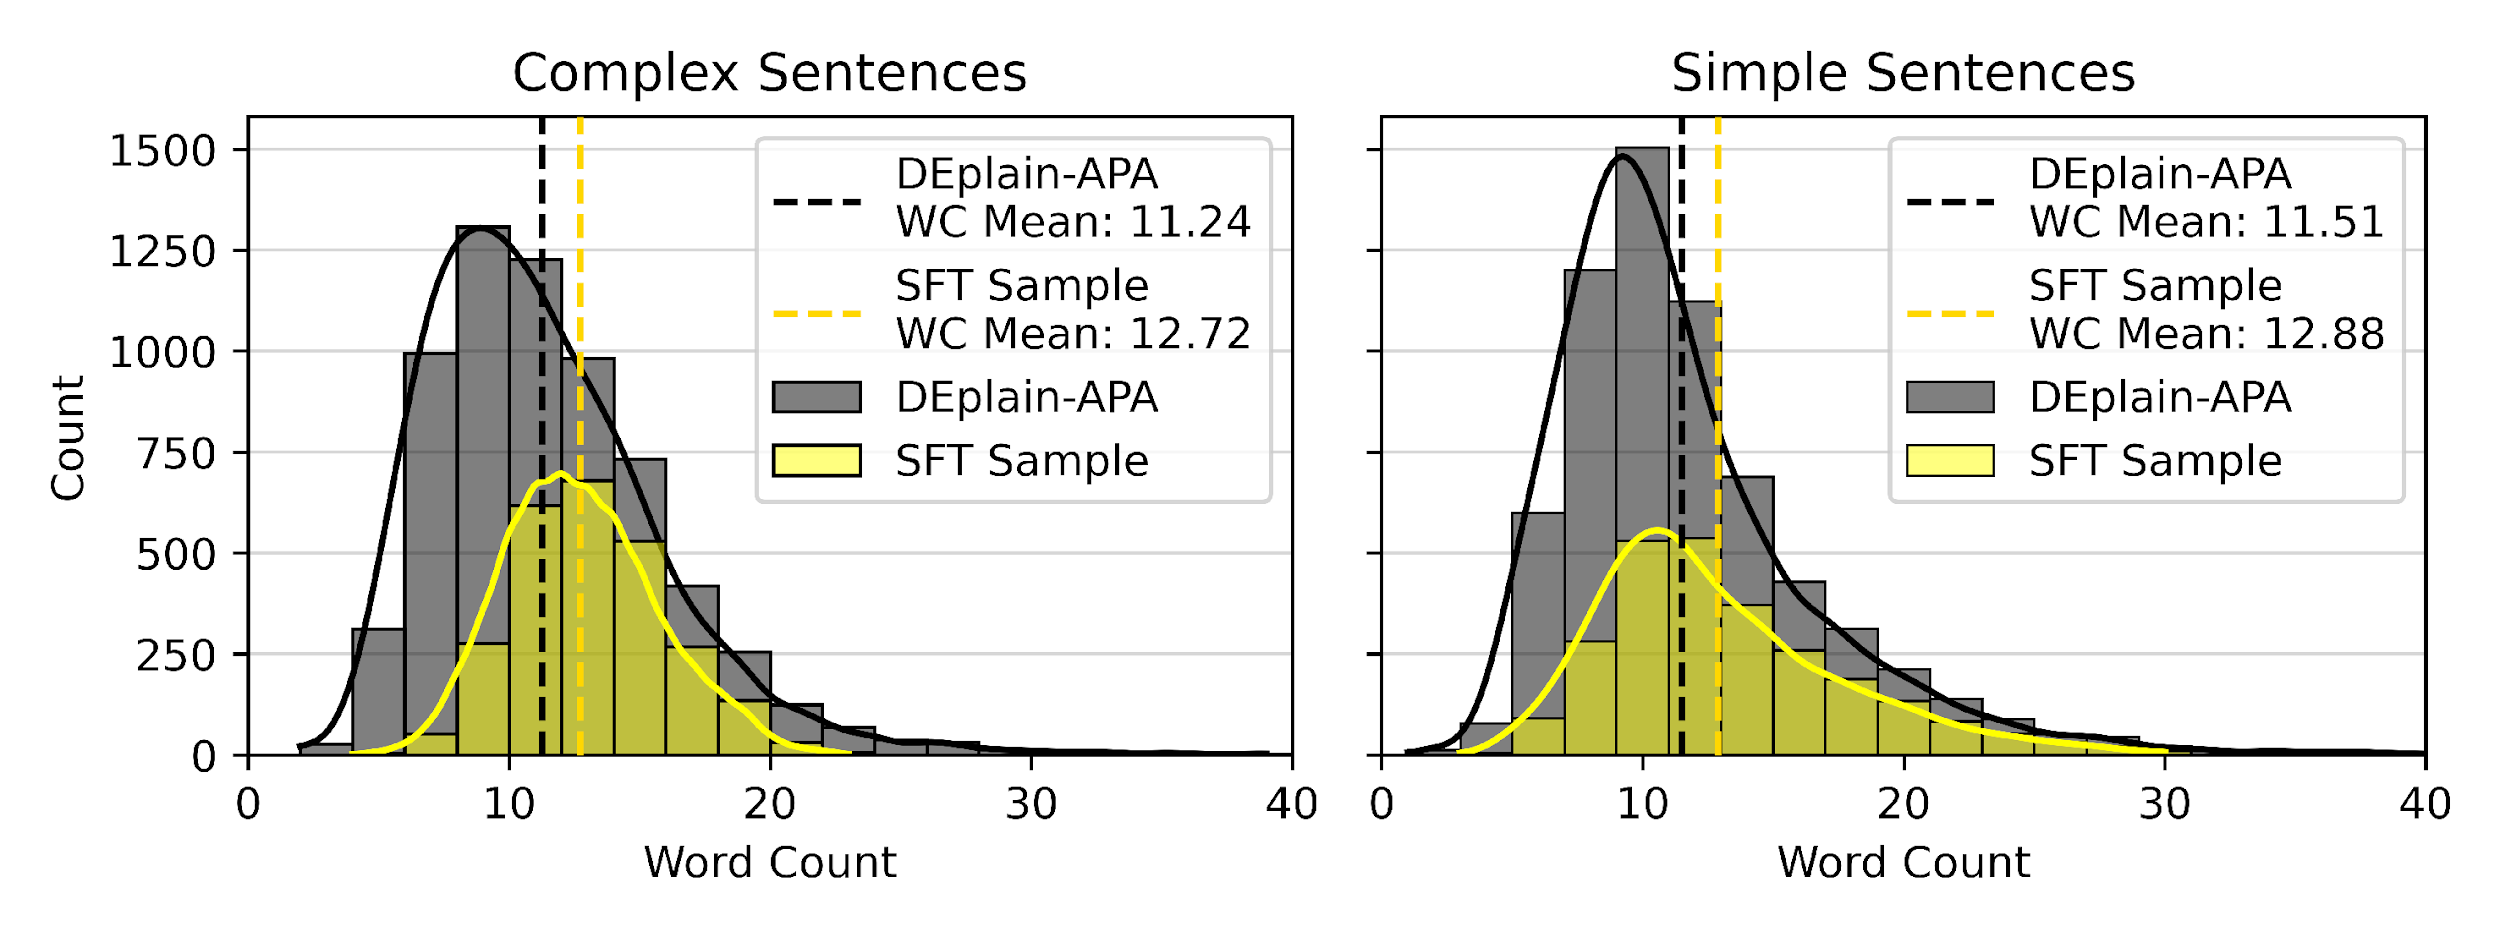 Complex Sentences
Simple Sentences
Count
1500
1250
1000
750
500
250
0
DEplain-APA
WC Mean: 11.24
SFT Sample
WC Mean: 12.72
DEplain-APA
SFT Sample
0 10 20 30 40
Word Count
DEplain-APA
WC Mean: 11.51
SFT Sample
WC Mean: 12.88
DEplain-APA
SFT Sample
0 10 20 30 40
Word Count